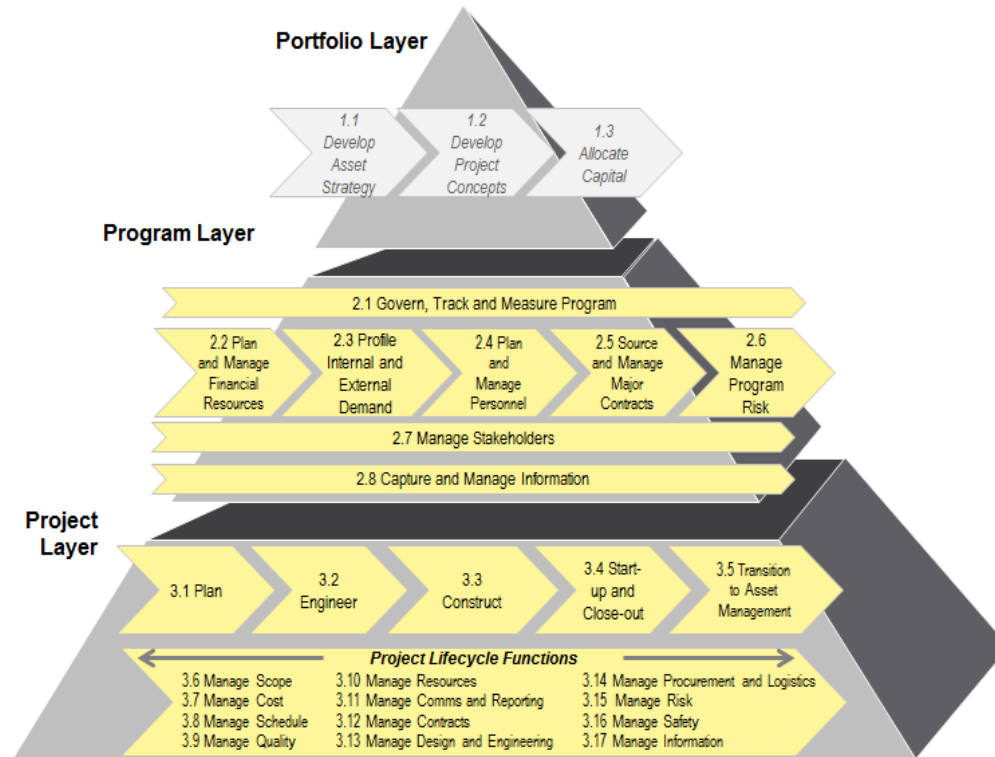 Portfolio Layer
1.1
Develop
Asset
Strategy
1.2
Develop
Project
Concepts
1.3
Allocate
Capital
Program Layer
2.1 Govern, Track and Measure Program
2.2 Plan
and Manage
Financial
Resources
2.3 Profile
Internal and
External
Demand
2.4 Plan
and
Manage
Personnel
2.5 Source
and Manage
Major
Contracts
2.6
Manage
Program
Risk
2.7 Manage Stakeholders
2.8 Capture and Manage Information
Project
Layer
3.1 Plan
3.2
Engineer
3.3
Construct
3.4 Start-
up and
Close-out
3.5 Transition
to Asset
Management
Project Lifecycle Functions
3.6 Manage Scope
3.7 Manage Cost
3.8 Manage Schedule
3.9 Manage Quality
3.10 Manage Resources
3.11 Manage Comms and Reporting
3.12 Manage Contracts
3.13 Manage Design and Engineering
3.14 Manage Procurement and Logistics
3.15 Manage Risk
3.16 Manage Safety
3.17 Manage Information